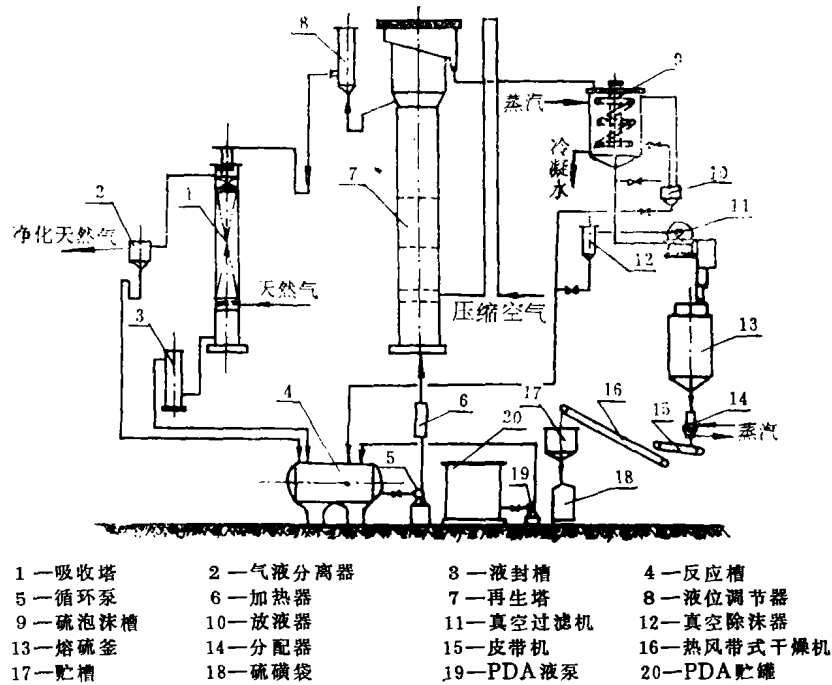 8
9
蒸汽
冷凝水
10
2
1
7
11
净化天然气
12
天然气
压缩空气
3
13
16
14
4
6
17
20
15
蒸汽
5
19
18
1—吸收塔 2—气液分离器 3—液封槽 4—反应槽
5—循环泵 6—加热器 7—再生塔 8—液位调节器
9—硫泡沫槽 10—放液器 11—真空过滤机 12—真空除沫器
13—熔硫釜 14—分配器 15—皮带机 16—热风带式干燥机
17—贮槽 18—硫磺袋 19—PDA液泵 20—PDA贮罐